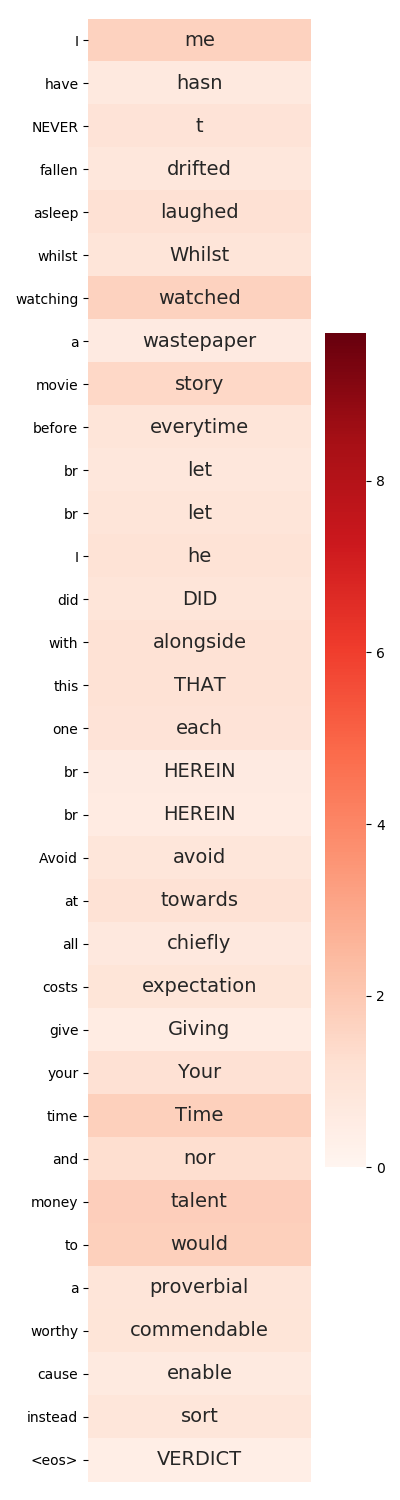 I me
have hasn
NEVER t
fallen drifted
asleep laughed
whilst Whilst
watching watched
a wastepaper
movie story
before everytime
br let
br let
I he
did DID
with alongside
this THAT
one each
br HEREIN
br HEREIN
Avoid avoid
at towards
all chiefly
costs expectation
give Giving
your Your
time Time
and nor
money talent
to would
a proverbial
worthy commendable
cause enable
instead sort
<eos> VERDICT
8
6
4
2
0